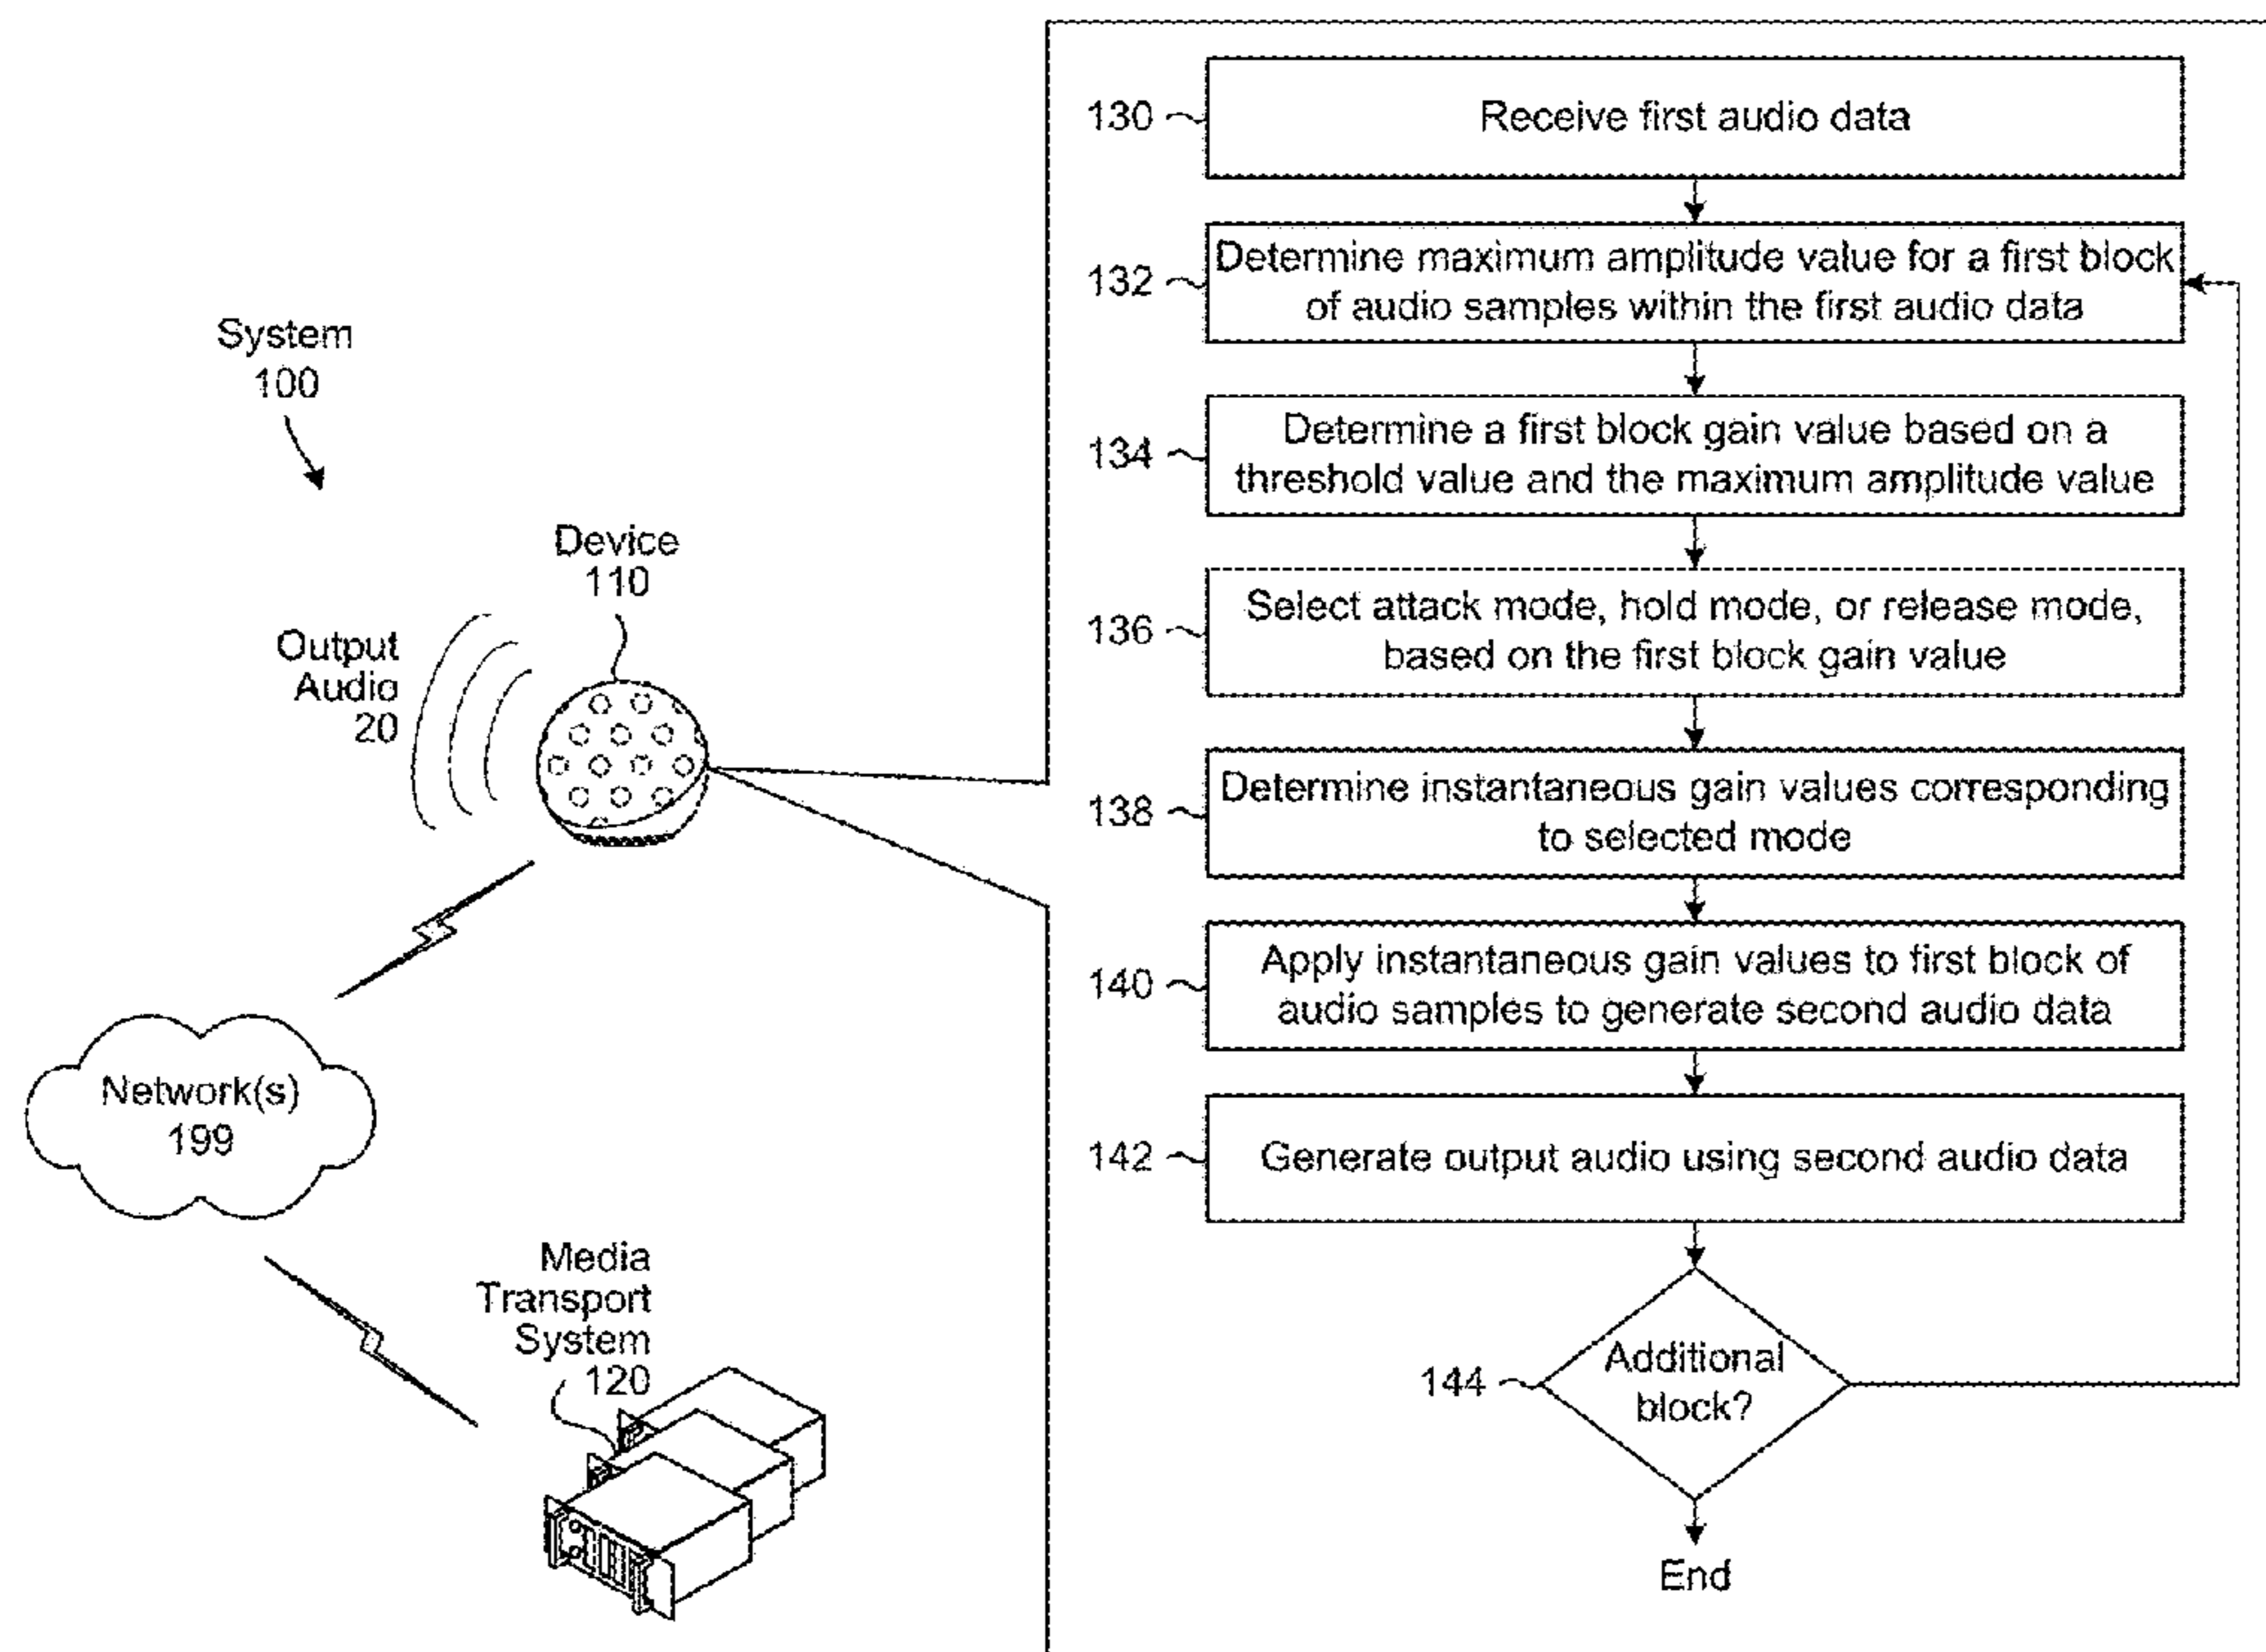 System
100
Device
110
Output
Audio
20
Network(s)
199
Media
Transport
System
120
130
Receive first audio data
132
Determine maximum amplitude value for a first block
of audio samples within the first audio data
134
Determine a first block gain value based on a
threshold value and the maximum amplitude value
136
Select attack mode, hold mode, or release mode,
based on the first block gain value
138
Determine instantaneous gain values corresponding
to selected mode
140
Apply instantaneous gain values to first block of
audio samples to generate second audio data
142
Generate output audio using second audio data
144
Additional
block?
End